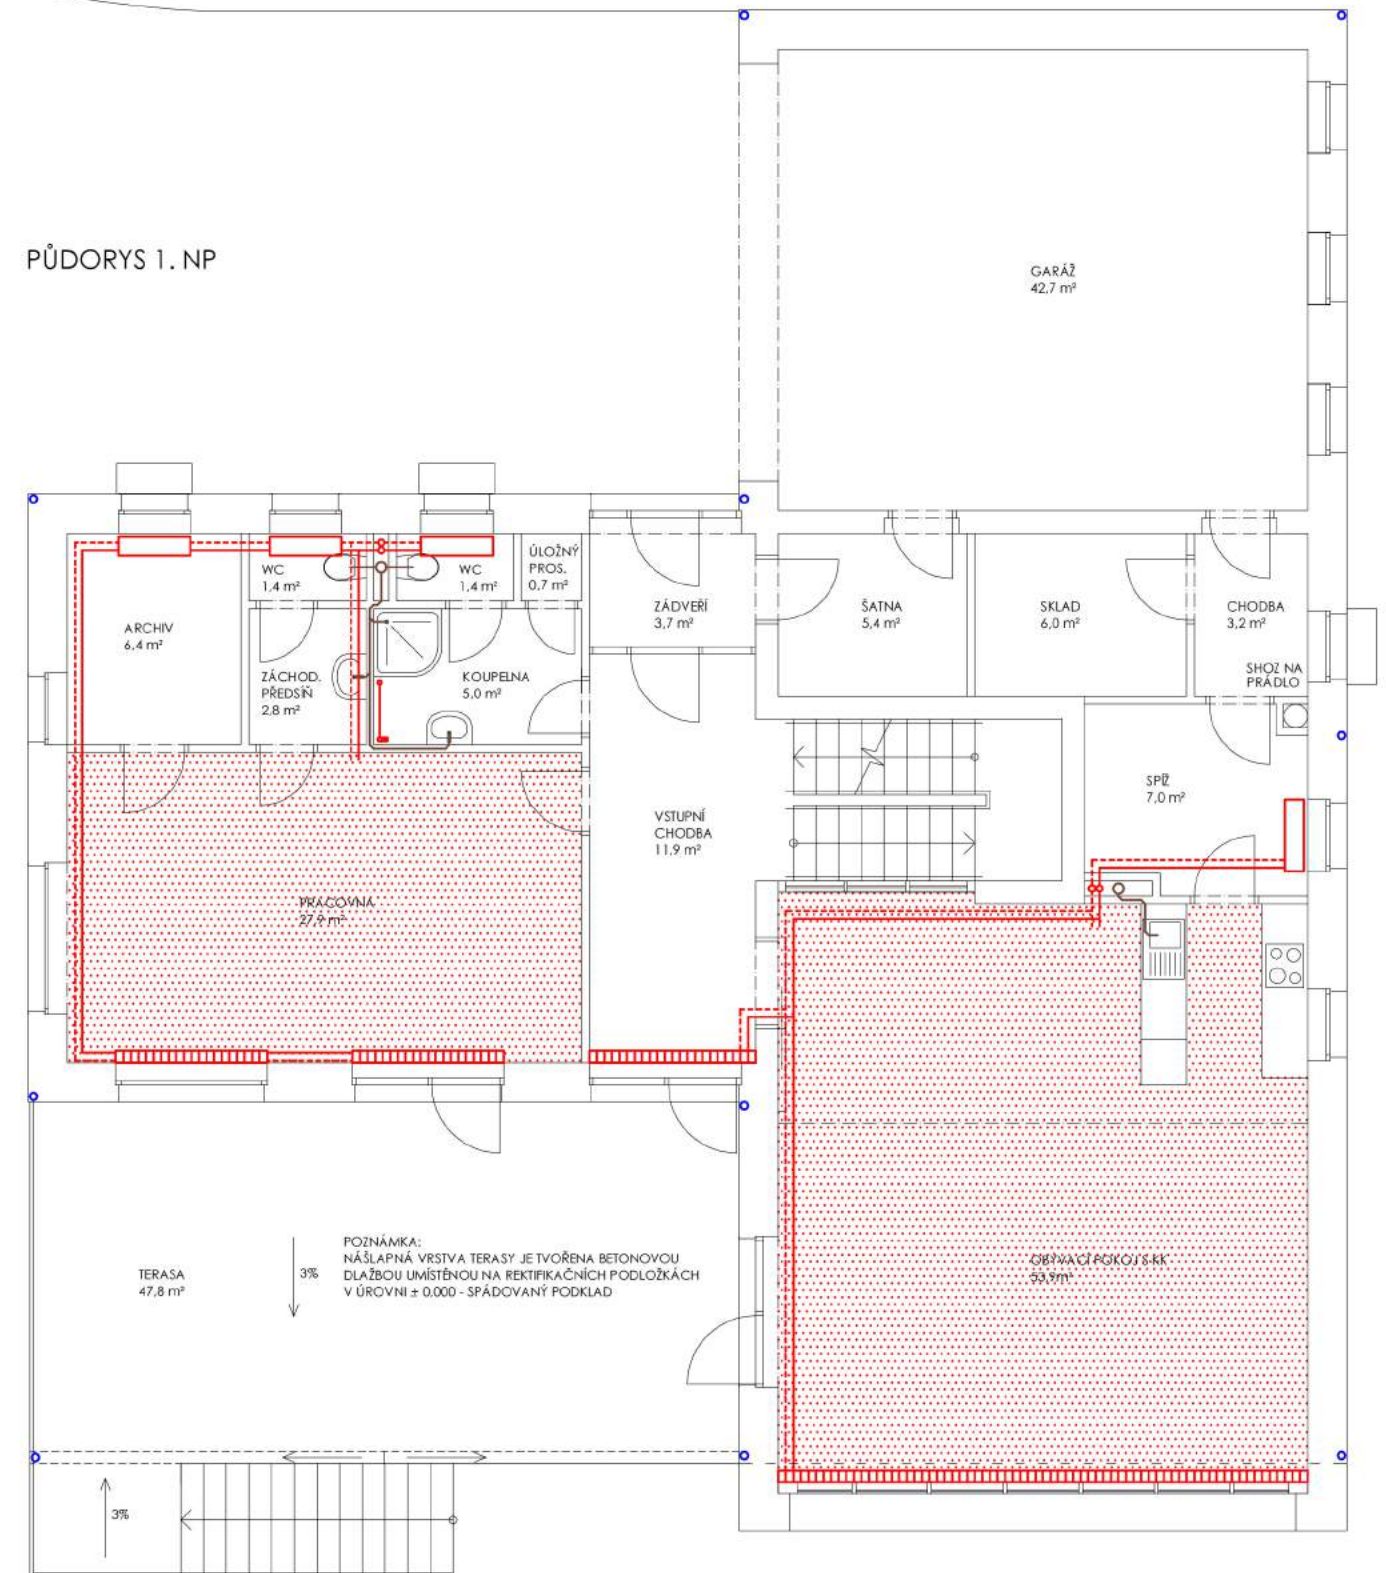 PŮDORYS 1. NP
GARÁŽ
42,7 m²
WC
1,4 m²
WC
1,4 m²
ÚLOŽNÝ
PROS.
0,7 m²
ARCHIV
6,4 m²
ZÁDVEŘÍ
3,7 m²
ŠATNA
5,4 m²
SKLAD
6,0 m²
CHODBA
3,2 m²
ZÁCHOD.
PŘEDSÍŇ
2,8 m²
KOUPELNA
5,0 m²
SHOZ NA
PRÁDLO
SPÍŽ
7,0 m²
VSTUPNÍ
CHODBA
11,9 m²
PRACOVNA
27,9 m²
OBÝVACÍ POKOJ S KK
53,9m²
TERASA
47,8 m²
3%
POZNÁMKA:
NÁŠLAPNÁ VRSTVA TERASY JE TVOŘENA BETONOVOU
DLAŽBOU UMÍSTĚNOU NA REKTIFIKAČNÍCH PODLOŽKÁCH
V ÚROVNI ± 0,000 - SPÁDOVANÝ PODKLAD
3%